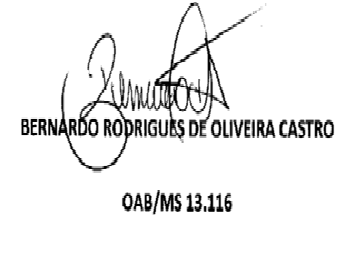 BERNARDO RODRIGUES DE OLIVEIRA CASTRO
OAB/MS 13.116